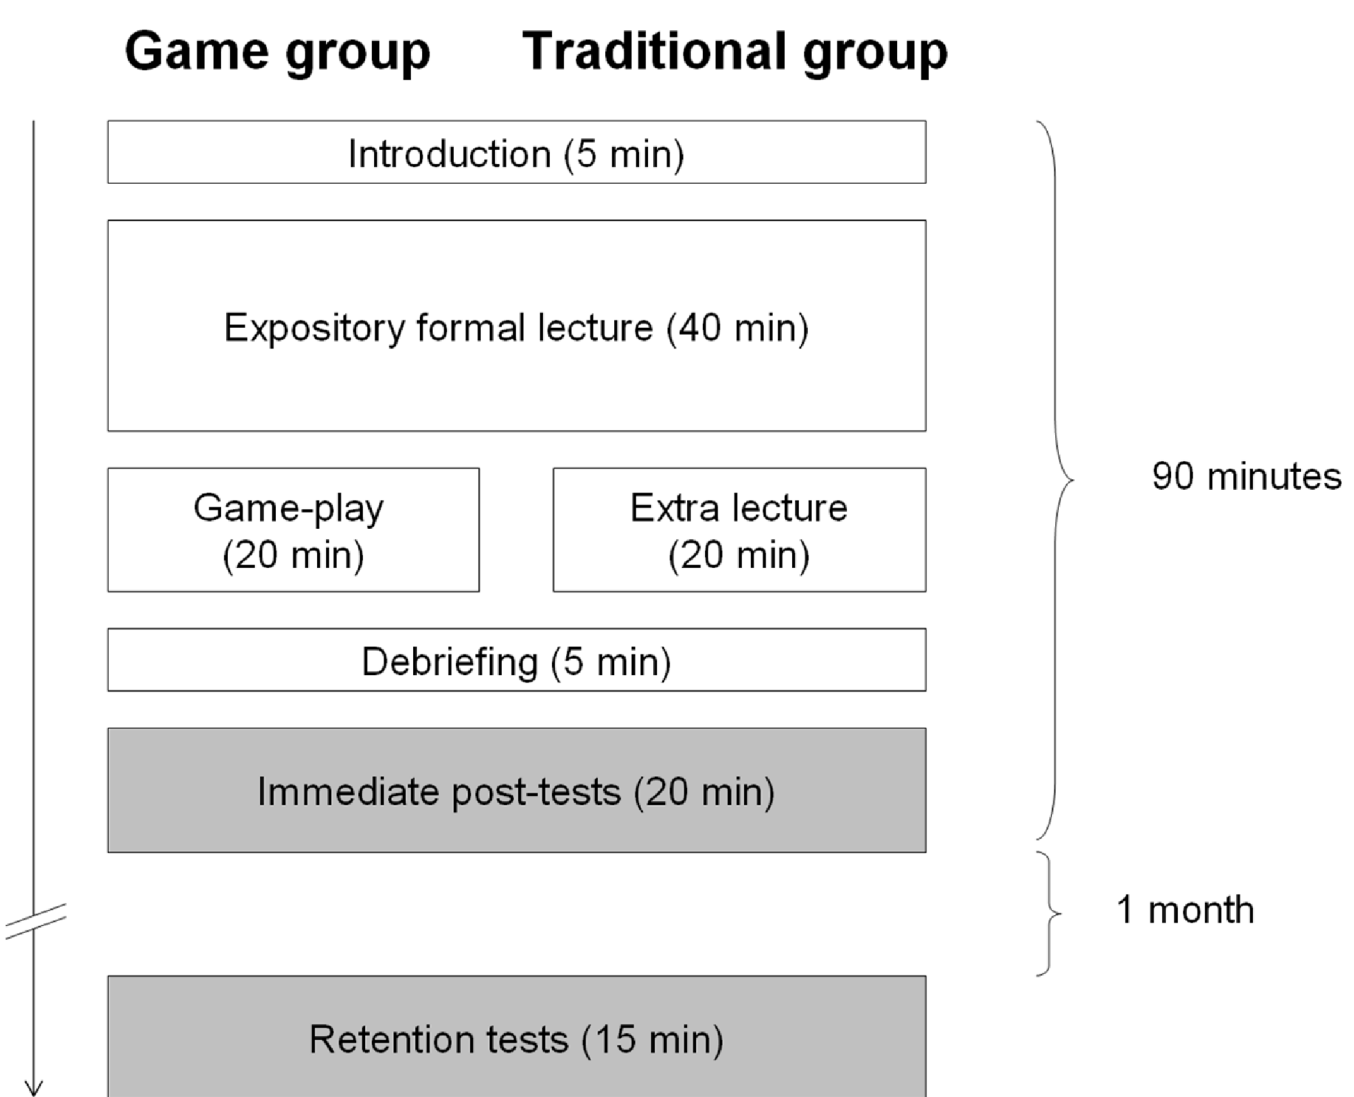 Game group
Traditional group
Introduction (5 min)
Expository formal lecture (40 min)
Game-play
(20 min)
Extra lecture
(20 min)
Debriefing (5 min)
Immediate post-tests (20 min)
90 minutes
1 month
Retention tests (15 min)